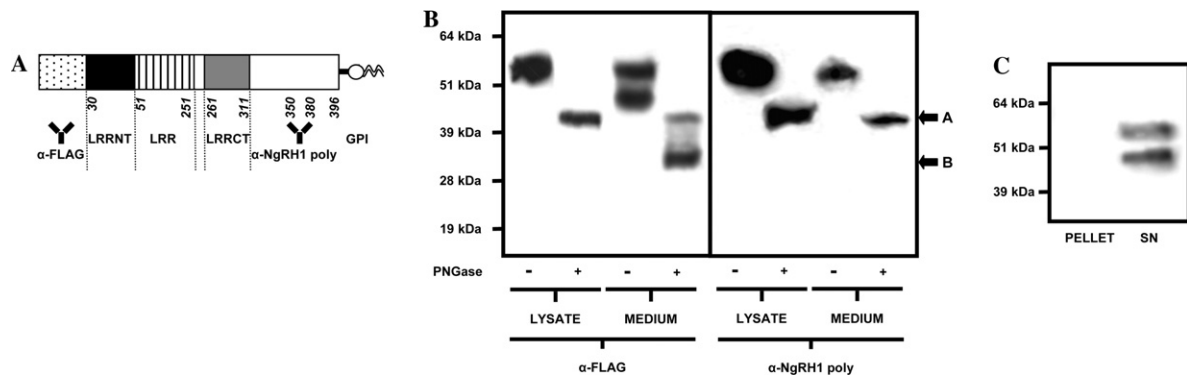 A
30
51
251
261
311
350
380
396
LRRNT LRR LRRCT GPI
α-FLAG α-NgRH1 poly
B
64 kDa
51 kDa
39 kDa
28 kDa
19 kDa
A
B
PNGase - + - + - + - +
LYSATE MEDIUM LYSATE MEDIUM
α-FLAG α-NgRH1 poly
C
64 kDa
51 kDa
39 kDa
PELLET SN